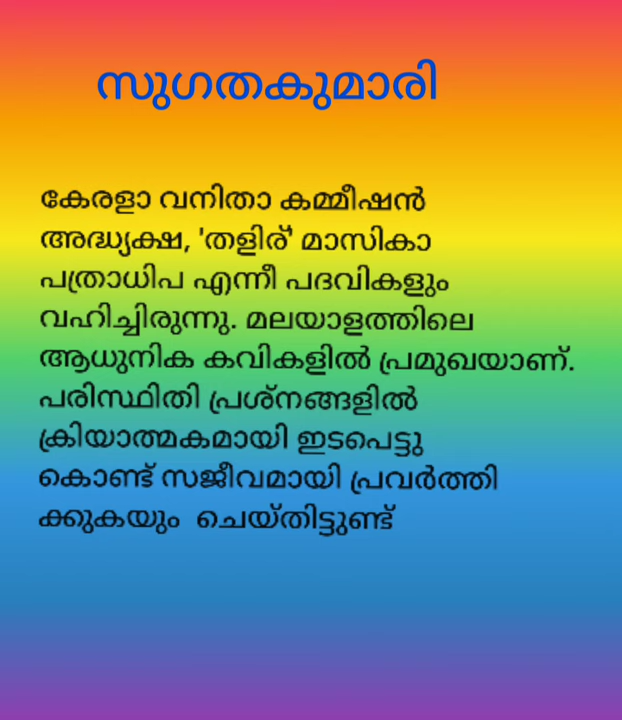 സുഗതകുമാരി
കേരളാ വനിതാ കമ്മീഷൻ
അദ്ധ്യക്ഷ, 'തളിര്' മാസികാ
പത്രാധിപ എന്നീ പദവികളും
വഹിച്ചിരുന്നു. മലയാളത്തിലെ
ആധുനിക കവികളിൽ പ്രമുഖയാണ്.
പരിസ്ഥിതി പ്രശ്നങ്ങളിൽ
ക്രിയാത്മകമായി ഇടപെട്ടു
കൊണ്ട് സജീവമായി പ്രവർത്തി
ക്കുകയും ചെയ്തിട്ടുണ്ട്